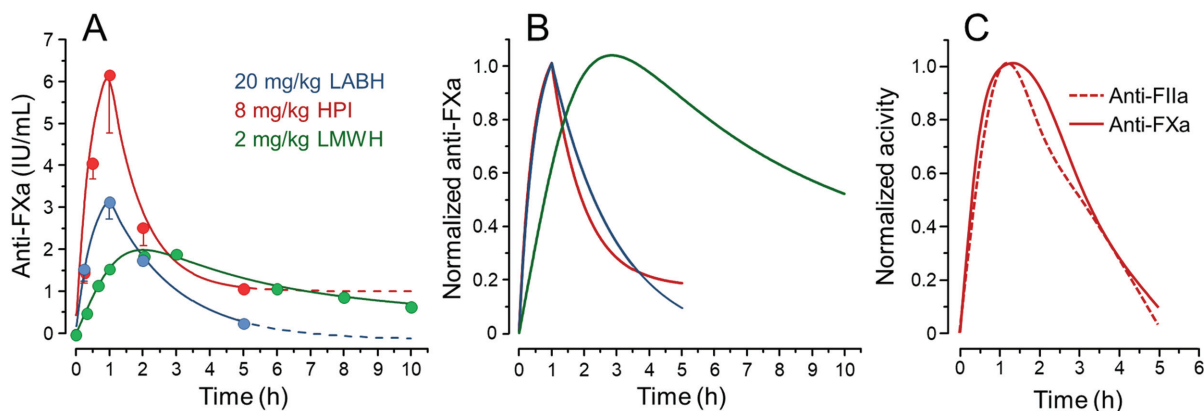 A
Anti-FXa (IU/mL)
7
6
5
4
3
2
1
0
20 mg/kg LABH
8 mg/kg HPI
2 mg/kg LMWH
0 1 2 3 4 5 6 7 8 9 10
Time (h)
B
Normalized anti-FXa
1.0
0.8
0.6
0.4
0.2
0
0 1 2 3 4 5 6 7 8 9 10
Time (h)
C
Normalized acivity
1.0
0.8
0.6
0.4
0.2
0
Anti-FIIa
Anti-FXa
0 1 2 3 4 5 6
Time (h)